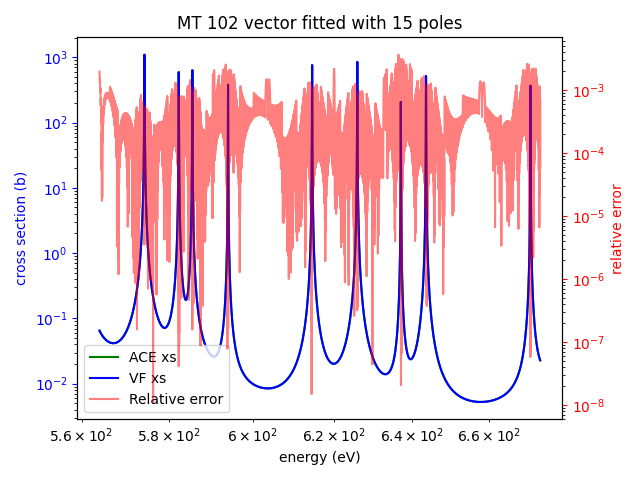 MT 102 vector fitted with 15 poles
10³
10²
10¹
10⁰
10⁻¹
10⁻²
cross section (b)
10⁻³
10⁻⁴
10⁻⁵
10⁻⁶
10⁻⁷
10⁻⁸
relative error
ACE xs
VF xs
Relative error
5.6 × 10² 5.8 × 10² 6 × 10² 6.2 × 10² 6.4 × 10² 6.6 × 10²
energy (eV)